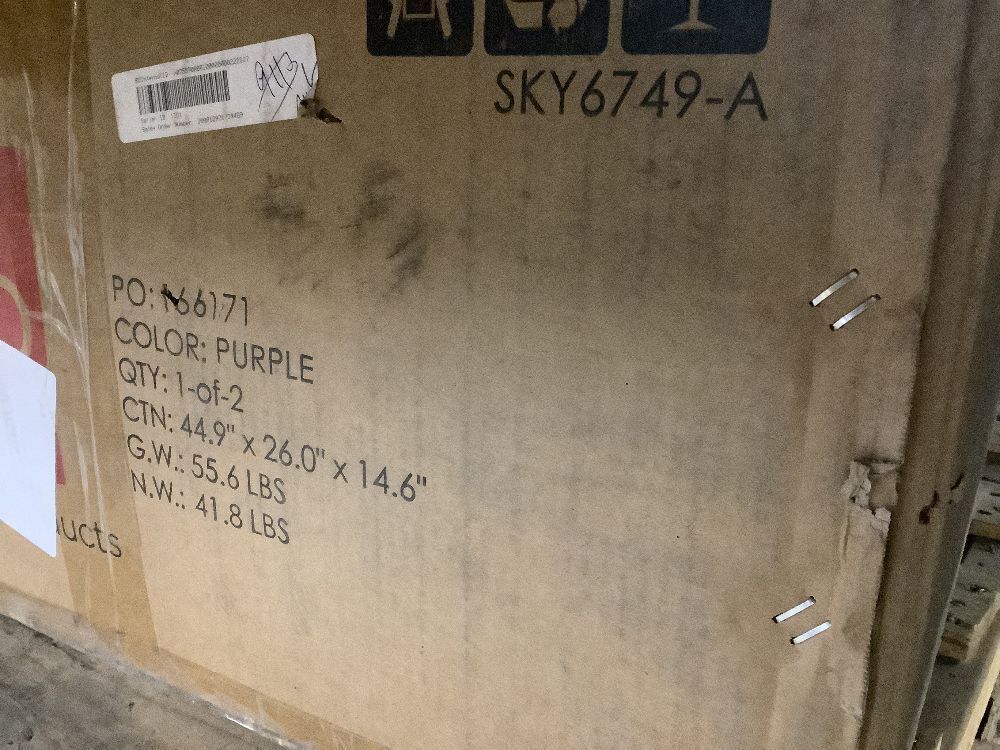 SKY6749-A
PO: 166171
COLOR: PURPLE
QTY: 1-of-2
CTN: 44.9" x 26.0" x 14.6"
G.W.: 55.6 LBS
N.W.: 41.8 LBS
ucts